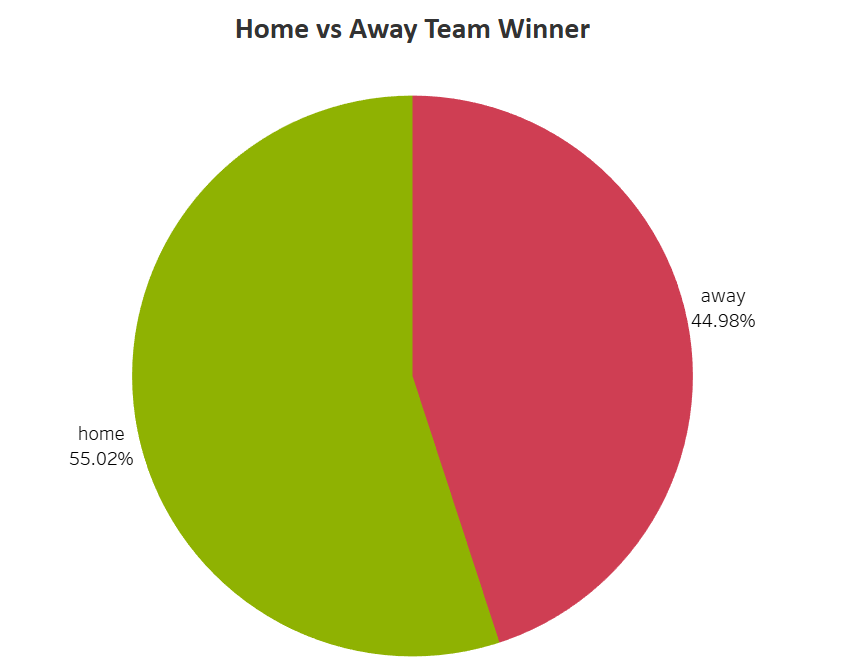 Home vs Away Team Winner
away
44.98%
home
55.02%